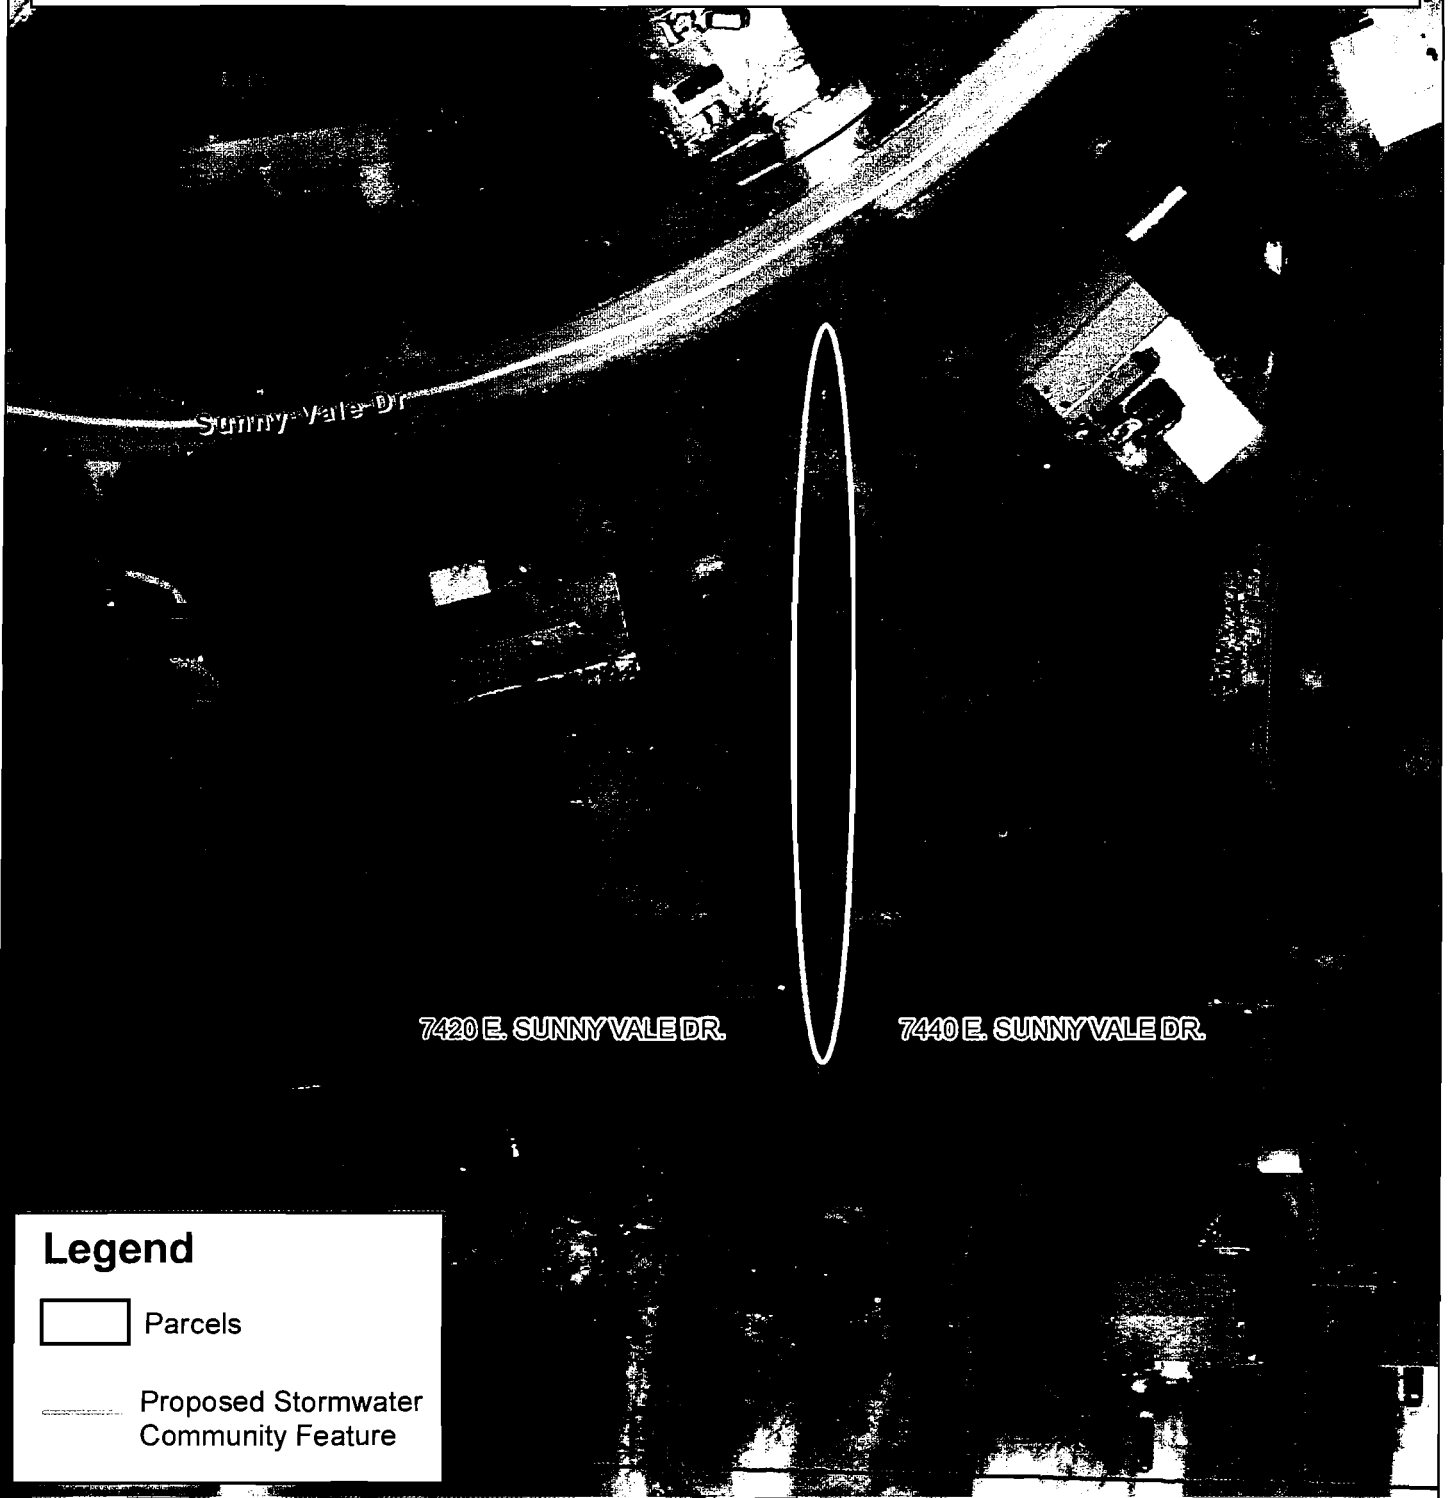 Sunny Vale Dr
7420 E. SUNNY VALE DR.
7440 E. SUNNY VALE DR.
Legend
Parcels
Proposed Stormwater
Community Feature